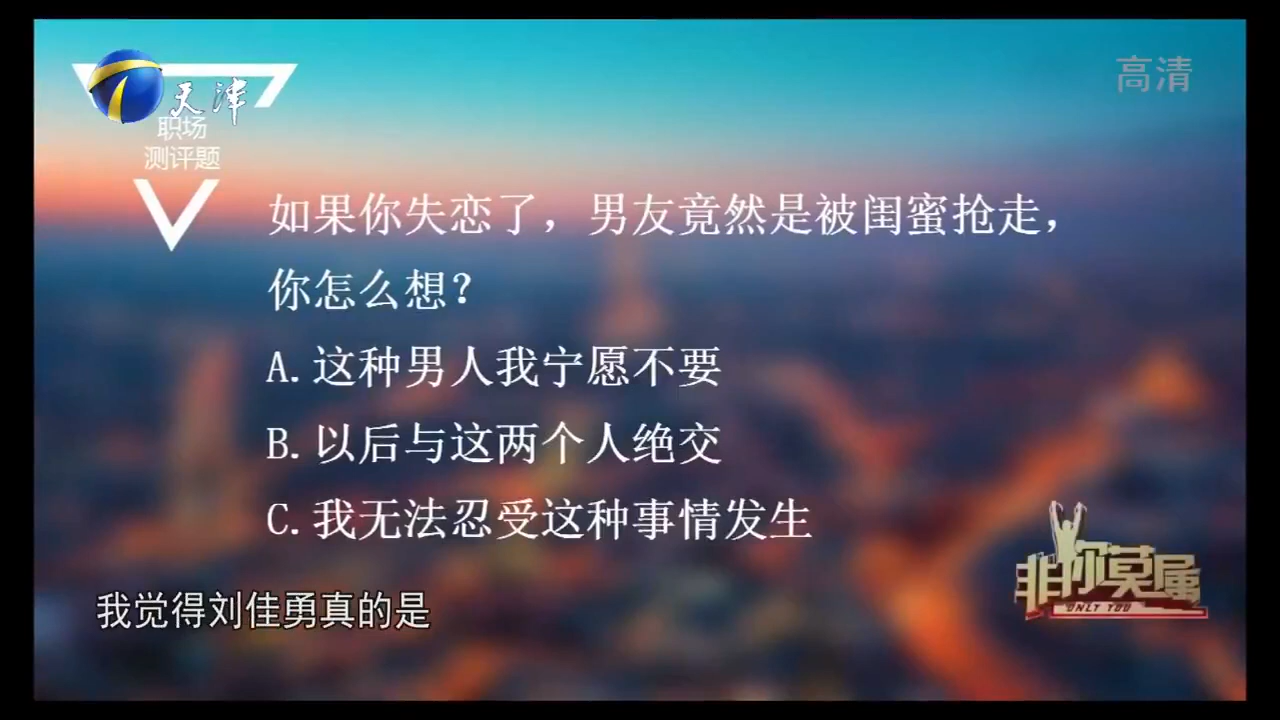 天津
高清
职场
测评题
如果你失恋了，男友竟然是被闺蜜抢走，
你怎么想？
A.这种男人我宁愿不要
B.以后与这两个人绝交
C.我无法忍受这种事情发生
非你莫属
ONLY YOU
我觉得刘佳勇真的是